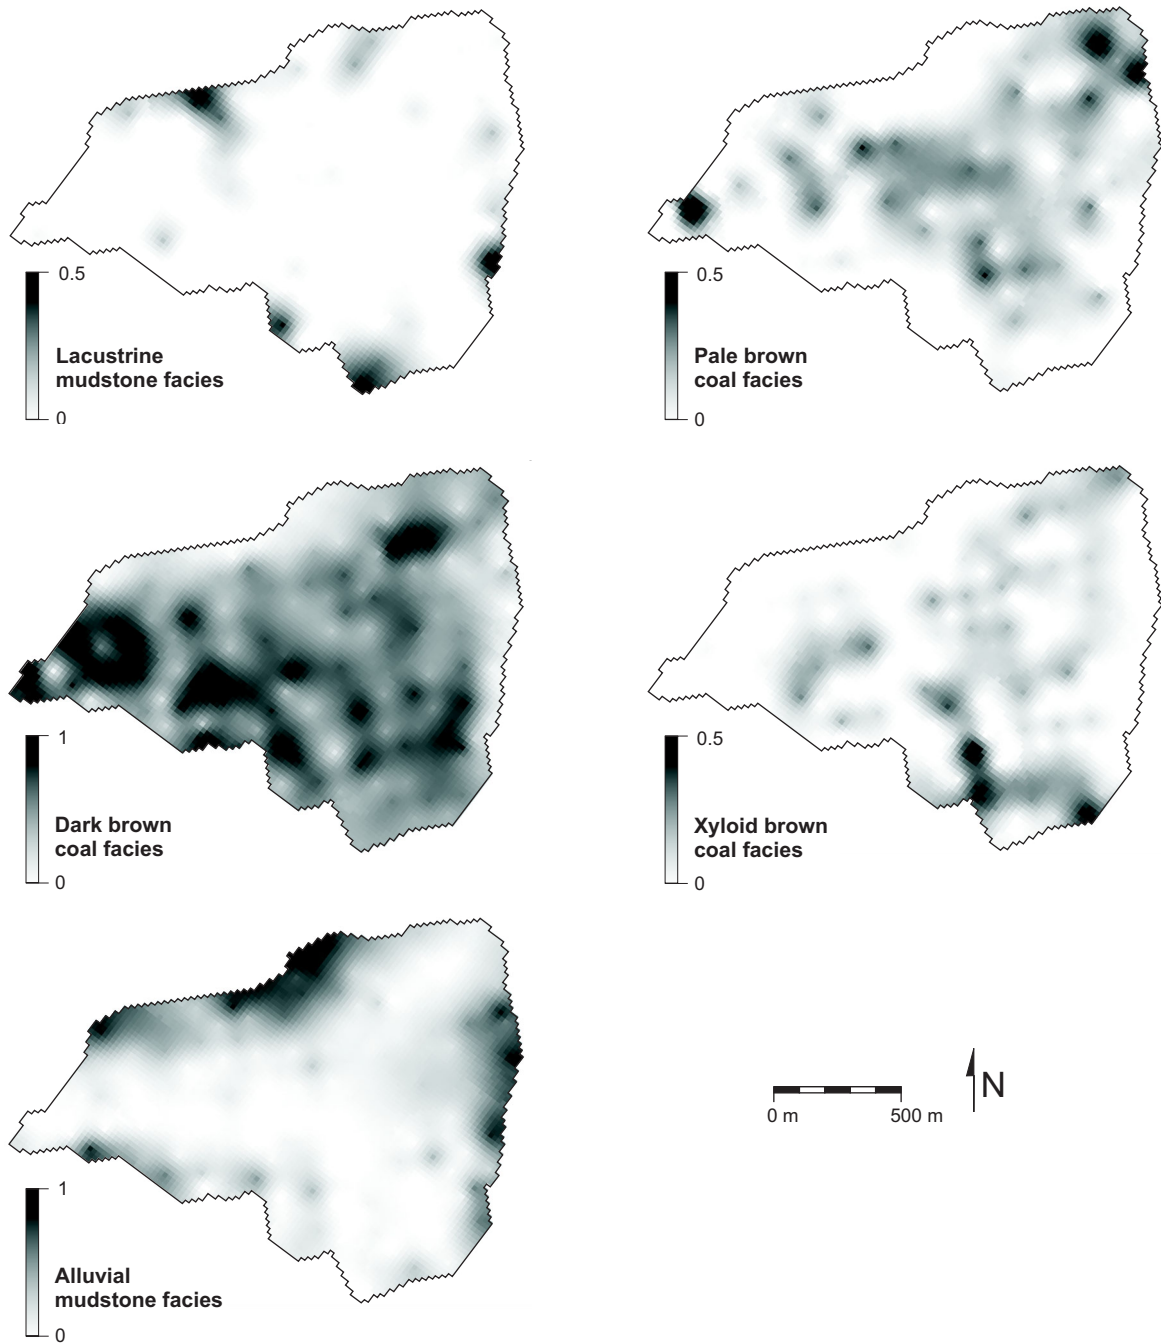 0.5
Lacustrine
mudstone facies
0
0.5
Pale brown
coal facies
0
1
Dark brown
coal facies
0
0.5
Xyloid brown
coal facies
0
1
Alluvial
mudstone facies
0
N
0 m 500 m